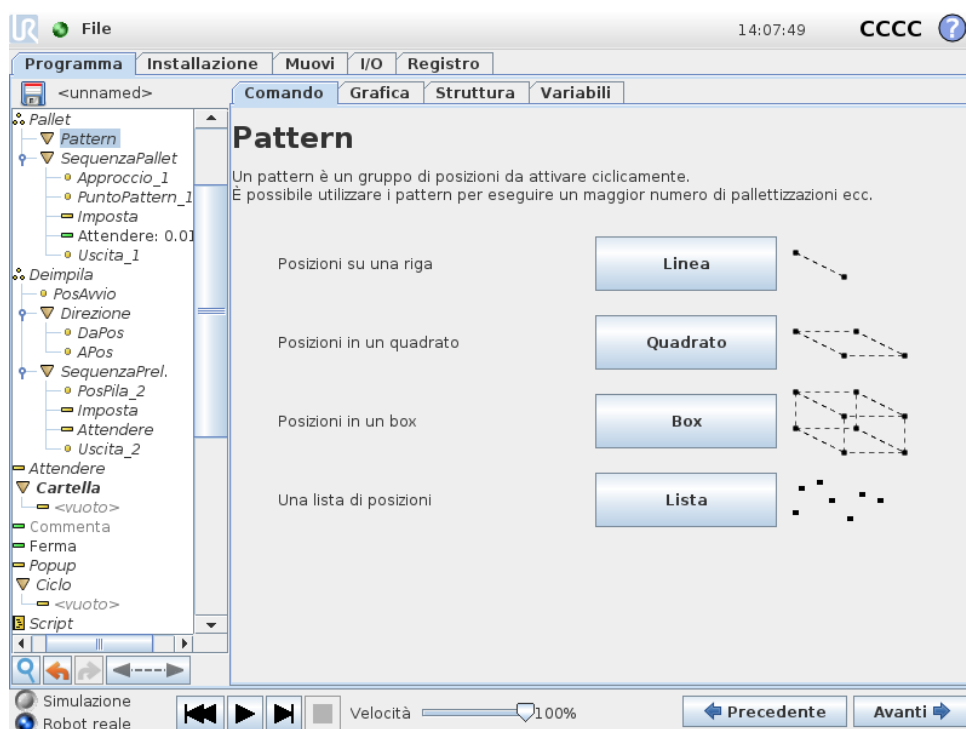 UR File 14:07:49 CCCC ?
Programma Installazione Muovi I/O Registro
<unnamed> Comando Grafica Struttura Variabili
Pallet
Pattern
SequenzaPallet
Approccio_1
PuntoPattern_1
Imposta
Attendere: 0.01
Uscita_1
Deimpila
PosAvvio
Direzione
DaPos
APos
SequenzaPrel.
PosPila_2
Imposta
Attendere
Uscita_2
Attendere
Cartella
<vuoto>
Commenta
Ferma
Popup
Ciclo
<vuoto>
Script
Pattern
Un pattern è un gruppo di posizioni da attivare ciclicamente.
È possibile utilizzare i pattern per eseguire un maggior numero di pallettizzazioni ecc.
Posizioni su una riga Linea
Posizioni in un quadrato Quadrato
Posizioni in un box Box
Una lista di posizioni Lista
Simulazione
Robot reale
Velocità 100%
Precedente Avanti